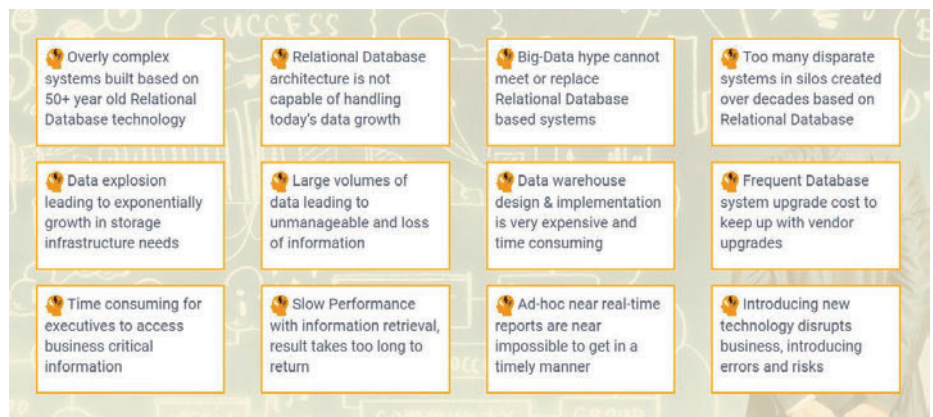 SUCCESS
Overly complex
systems built based on
50+ year old Relational
Database technology
Relational Database
architecture is not
capable of handling
today's data growth
Big-Data hype cannot
meet or replace
Relational Database
based systems
Too many disparate
systems in silos created
over decades based on
Relational Database
Data explosion
leading to exponentially
growth in storage
infrastructure needs
Large volumes of
data leading to
unmanageable and loss
of information
Data warehouse
design & implementation
is very expensive and
time consuming
Frequent Database
system upgrade cost to
keep up with vendor
upgrades
Time consuming for
executives to access
business critical
information
Slow Performance
with information retrieval,
result takes too long to
return
Ad-hoc near real-time
reports are near
impossible to get in a
timely manner
Introducing new
technology disrupts
business, introducing
errors and risks